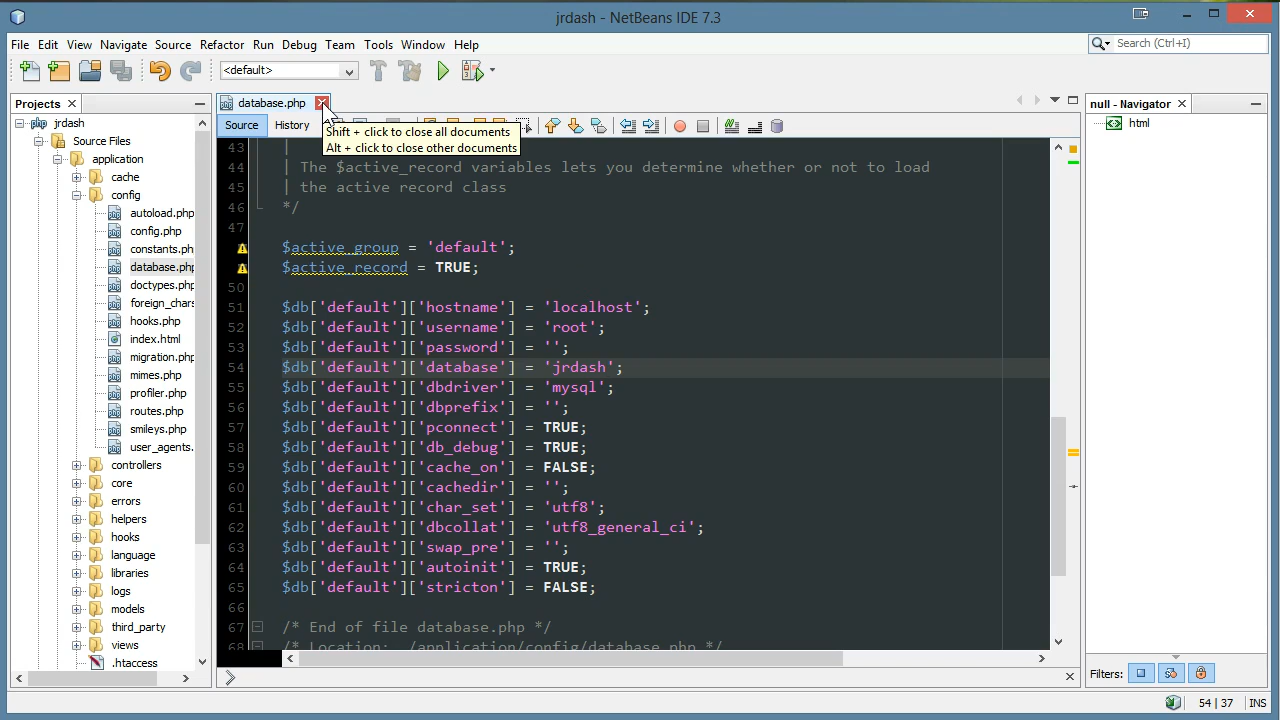 jrdash - NetBeans IDE 7.3
File Edit View Navigate Source Refactor Run Debug Team Tools Window Help
Search (Ctrl+I)
<default>
Projects
database.php
null - Navigator
Source History
Shift + click to close all documents
Alt + click to close other documents
jrdash
Source Files
application
cache
config
autoload.php
config.php
constants.ph
database.php
doctypes.php
foreign_chars
hooks.php
index.html
migration.php
mimes.php
profiler.php
routes.php
smileys.php
user_agents.
controllers
core
errors
helpers
hooks
language
libraries
logs
models
third_party
views
.htaccess
43 |
44 | The $active_record variables lets you determine whether or not to load
45 | the active record class
46 */
47
$active_group = 'default';
$active_record = TRUE;
50
51 $db['default']['hostname'] = 'localhost';
52 $db['default']['username'] = 'root';
53 $db['default']['password'] = '';
54 $db['default']['database'] = 'jrdash';
55 $db['default']['dbdriver'] = 'mysql';
56 $db['default']['dbprefix'] = '';
57 $db['default']['pconnect'] = TRUE;
58 $db['default']['db_debug'] = TRUE;
59 $db['default']['cache_on'] = FALSE;
60 $db['default']['cachedir'] = '';
61 $db['default']['char_set'] = 'utf8';
62 $db['default']['dbcollat'] = 'utf8_general_ci';
63 $db['default']['swap_pre'] = '';
64 $db['default']['autoinit'] = TRUE;
65 $db['default']['stricton'] = FALSE;
66
67 /* End of file database.php */
68 /* Location: ./application/config/database.php */
html
Filters:
54 | 37 INS